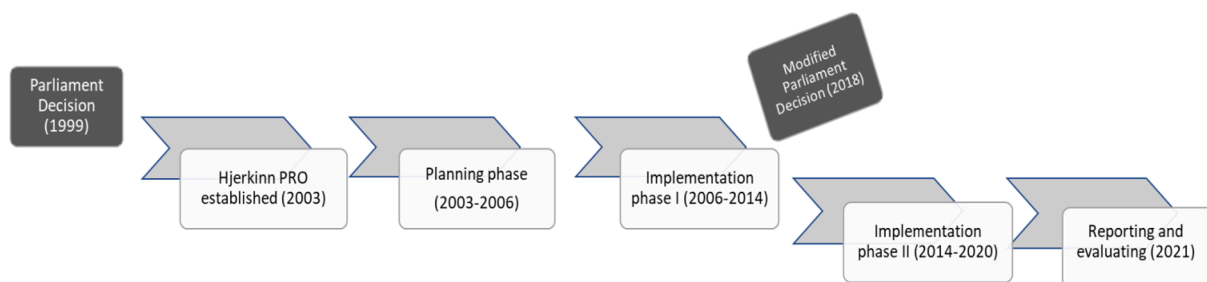 Parliament
Decision
(1999)
Hjerkinn PRO
established (2003)
Planning phase
(2003-2006)
Implementation
phase I (2006-2014)
Modified
Parliament
Decision (2018)
Implementation
phase II (2014-2020)
Reporting and
evaluating (2021)